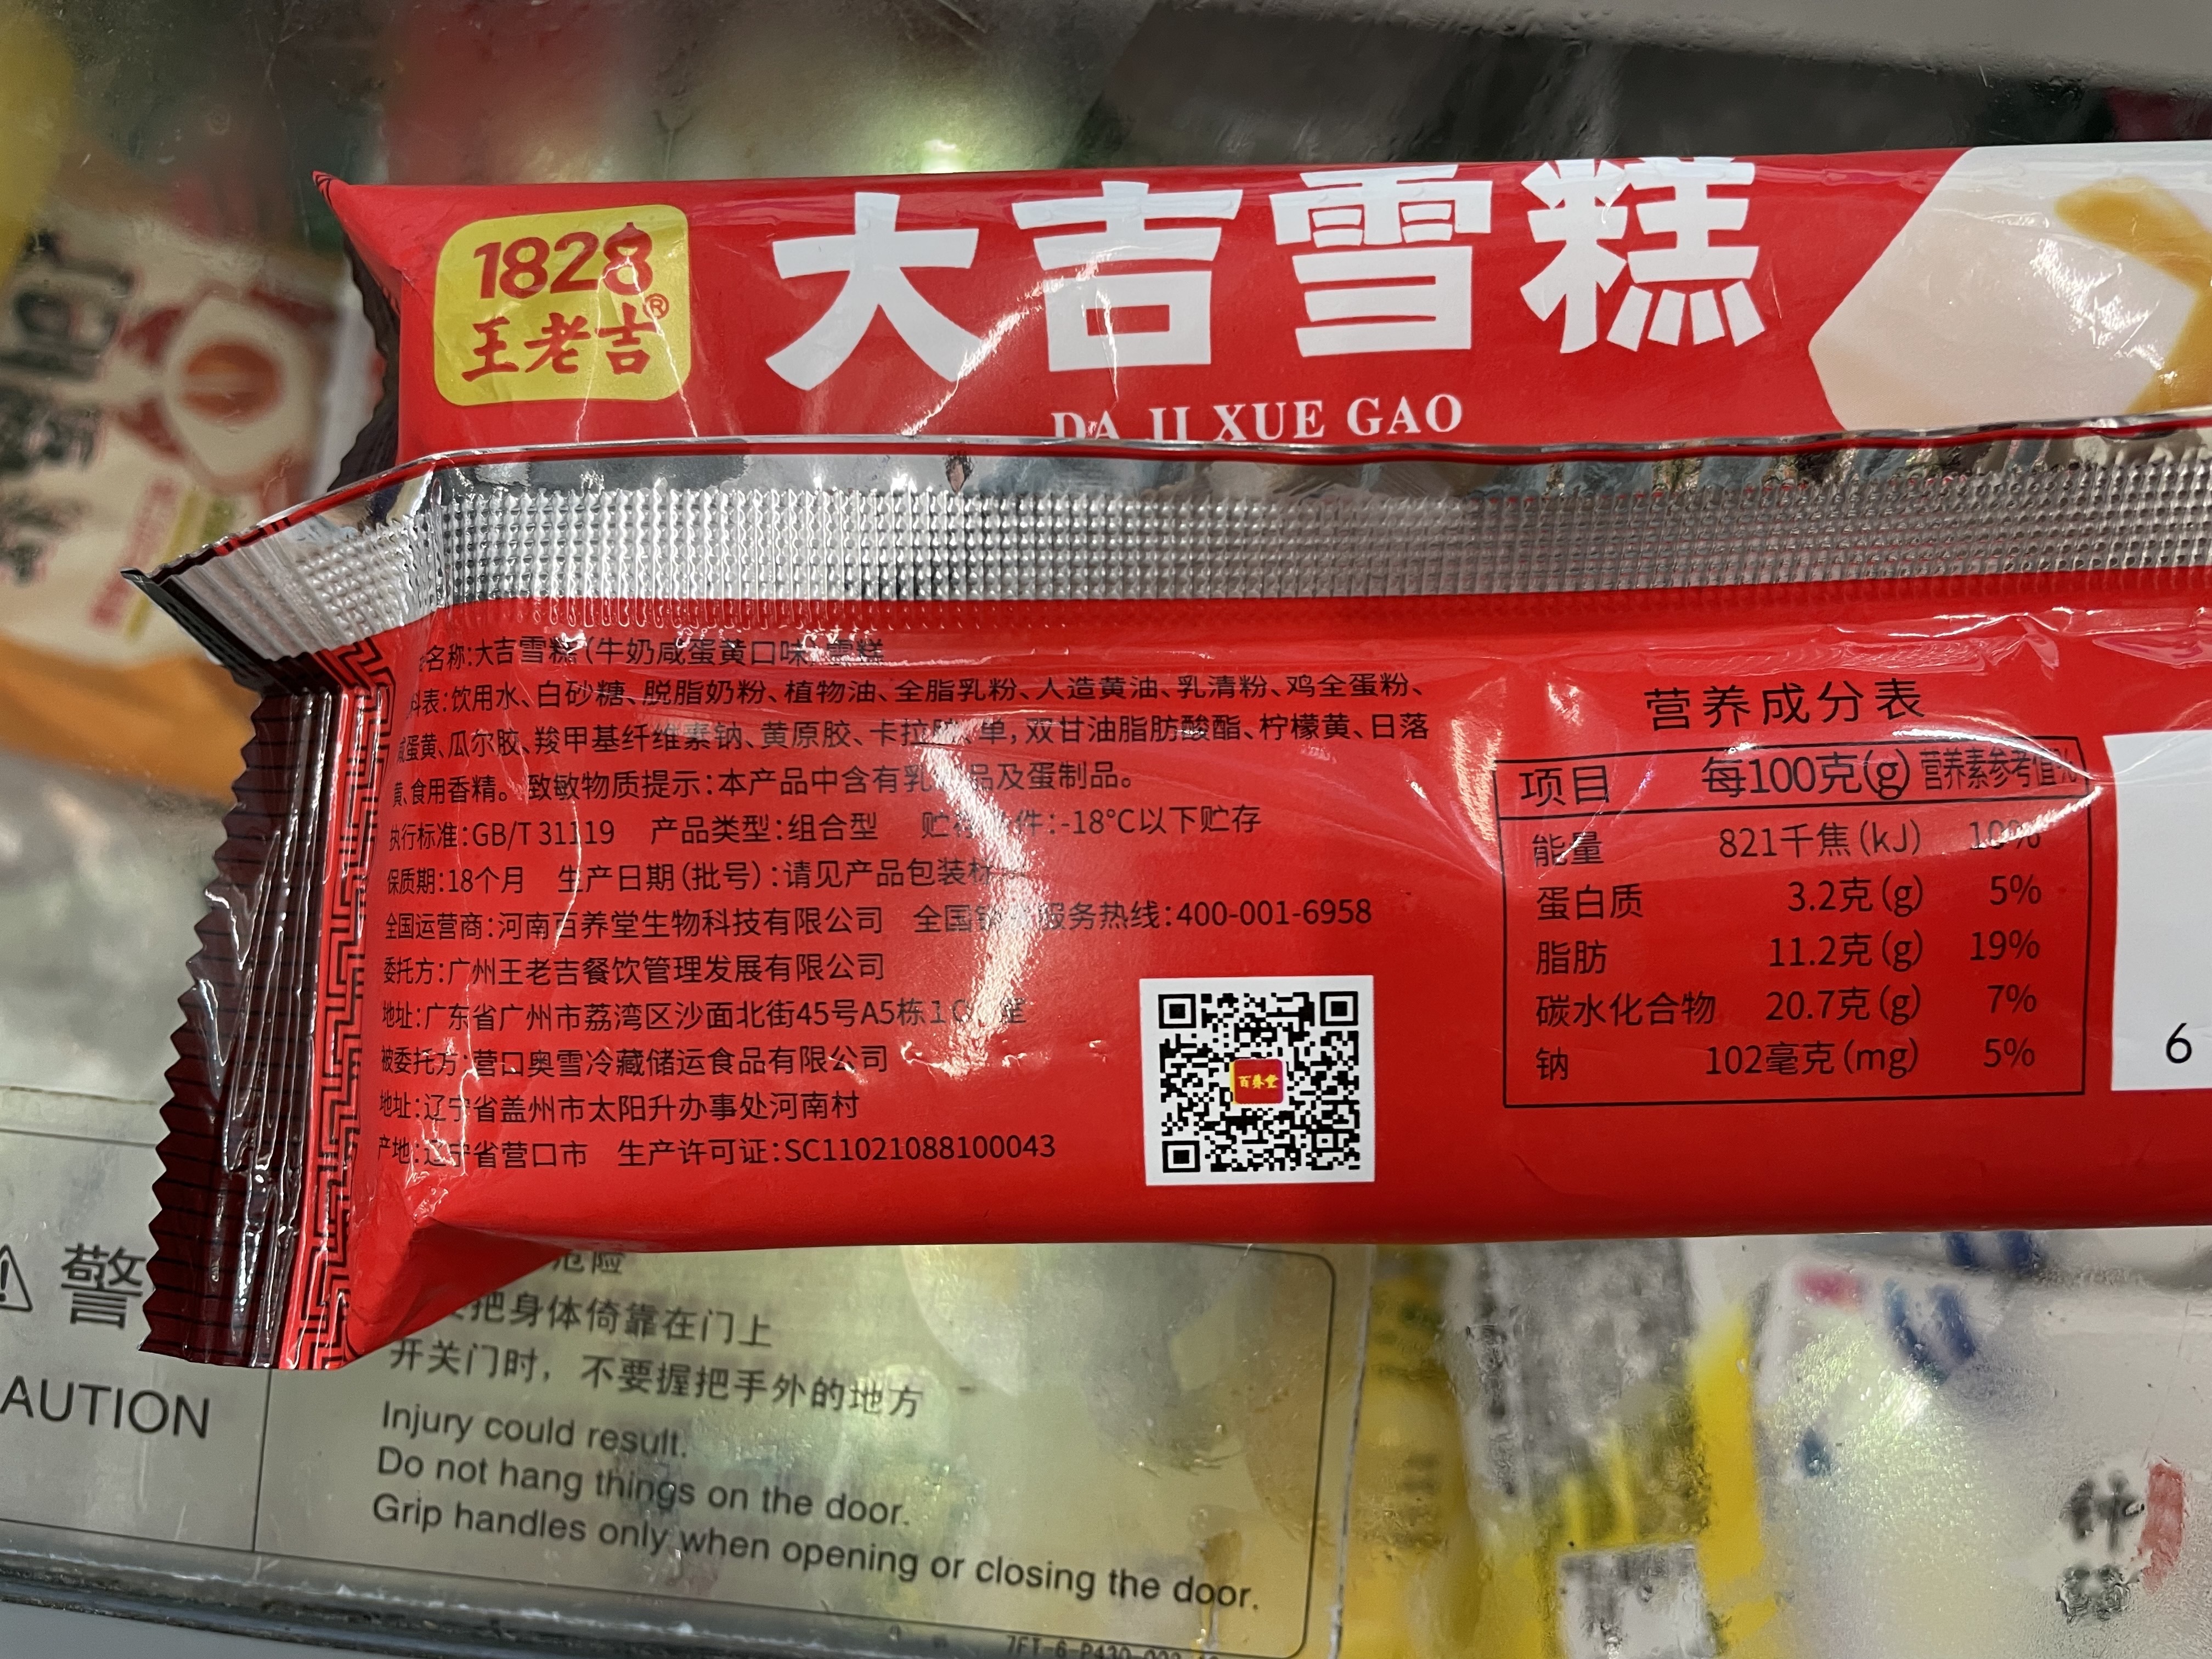 1828
王老吉®
大吉雪糕
DA JI XUE GAO
名称:大吉雪糕(牛奶咸蛋黄口味)雪糕
料表:饮用水、白砂糖、脱脂奶粉、植物油、全脂乳粉、人造黄油、乳清粉、鸡全蛋粉、
咸蛋黄、瓜尔胶、羧甲基纤维素钠、黄原胶、卡拉胶、单,双甘油脂肪酸酯、柠檬黄、日落
黄、食用香精。 致敏物质提示:本产品中含有乳 品及蛋制品。
执行标准:GB/T 31119 产品类型:组合型 贮存 件:-18°C以下贮存
保质期:18个月 生产日期(批号):请见产品包装标
全国运营商:河南百养堂生物科技有限公司 全国 服务热线:400-001-6958
委托方:广州王老吉餐饮管理发展有限公司
地址:广东省广州市荔湾区沙面北街45号A5栋
被委托方:营口奥雪冷藏储运食品有限公司
地址:辽宁省盖州市太阳升办事处河南村
产地:辽宁省营口市 生产许可证:SC11021088100043
百养堂
营养成分表
项目 每100克(g) 营养素参考值%
能量 821千焦(kJ) 10%
蛋白质 3.2克(g) 5%
脂肪 11.2克(g) 19%
碳水化合物 20.7克(g) 7%
钠 102毫克(mg) 5%
6
警
AUTION
危险
把身体倚靠在门上
开关门时，不要握把手外的地方
Injury could result.
Do not hang things on the door.
Grip handles only when opening or closing the door.